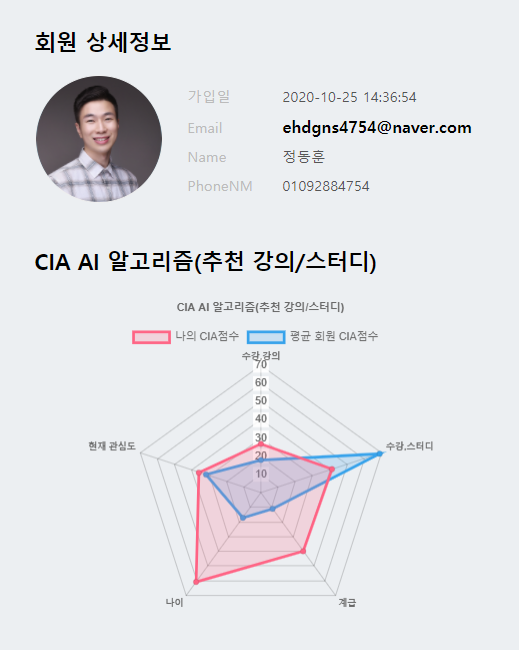 회원 상세정보
가입일 2020-10-25 14:36:54
Email ehdgns4754@naver.com
Name 정동훈
PhoneNM 01092884754
CIA AI 알고리즘(추천 강의/스터디)
CIA AI 알고리즘(추천 강의/스터디)
나의 CIA점수 평균 회원 CIA점수
수강,강의
70
60
50
40
30
20
10
현재 관심도 수강,스터디
나이 계급